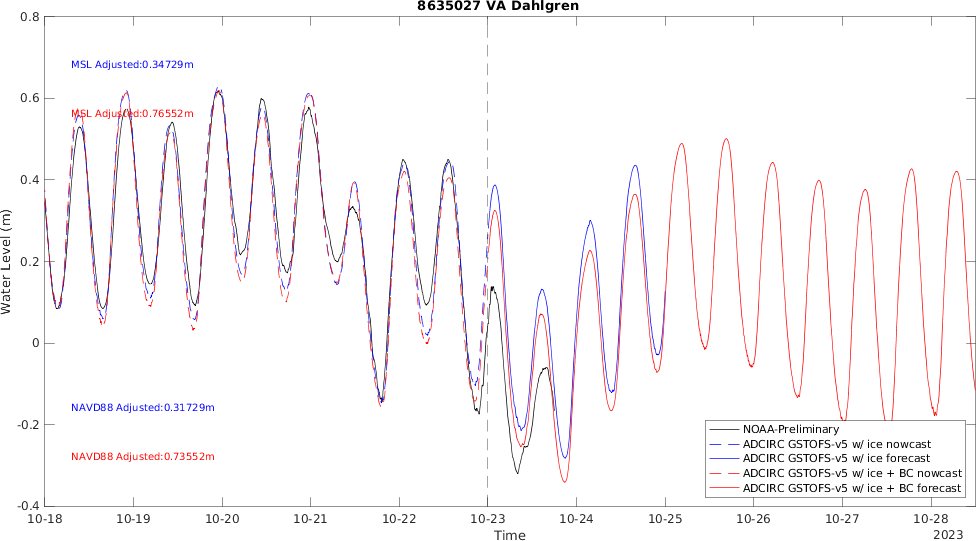 8635027 VA Dahlgren
0.8
0.6
0.4
0.2
0
-0.2
-0.4
Water Level (m)
MSL Adjusted:0.34729m
MSL Adjusted:0.76552m
NAVD88 Adjusted:0.31729m
NAVD88 Adjusted:0.73552m
NOAA-Preliminary
ADCIRC GSTOFS-v5 w/ ice nowcast
ADCIRC GSTOFS-v5 w/ ice forecast
ADCIRC GSTOFS-v5 w/ ice + BC nowcast
ADCIRC GSTOFS-v5 w/ ice + BC forecast
10-18 10-19 10-20 10-21 10-22 10-23 10-24 10-25 10-26 10-27 10-28
Time
2023